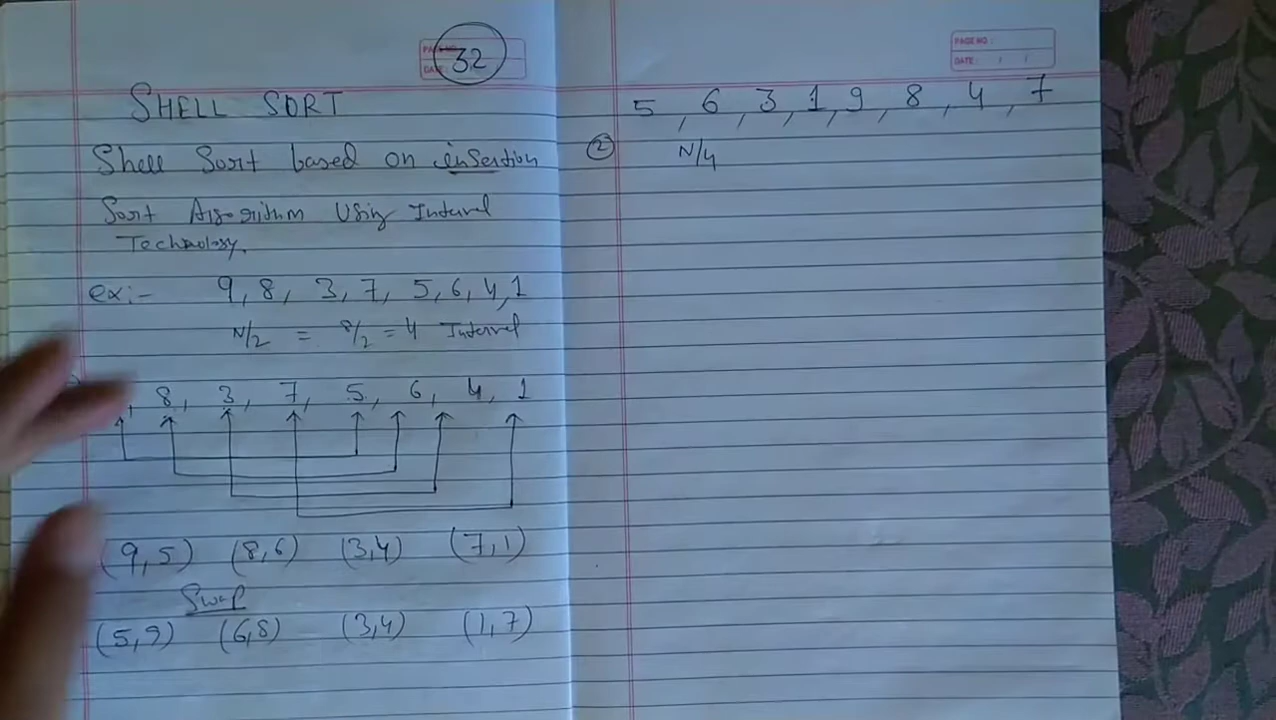 32
SHELL SORT
Shell Sort based on insertion
Sort Algorithm Using Interval
Technology.
ex:- 9, 8, 3, 7, 5, 6, 4, 1
N/2 = 8/2 = 4 Interval
, 8, 3, 7, 5, 6, 4, 1
(9,5) (8,6) (3,4) (7,1)
Swap
(5,9) (6,8) (3,4) (1,7)
PAGE NO :
DATE : / /
5, 6, 3, 1, 9, 8, 4, 7
② N/4